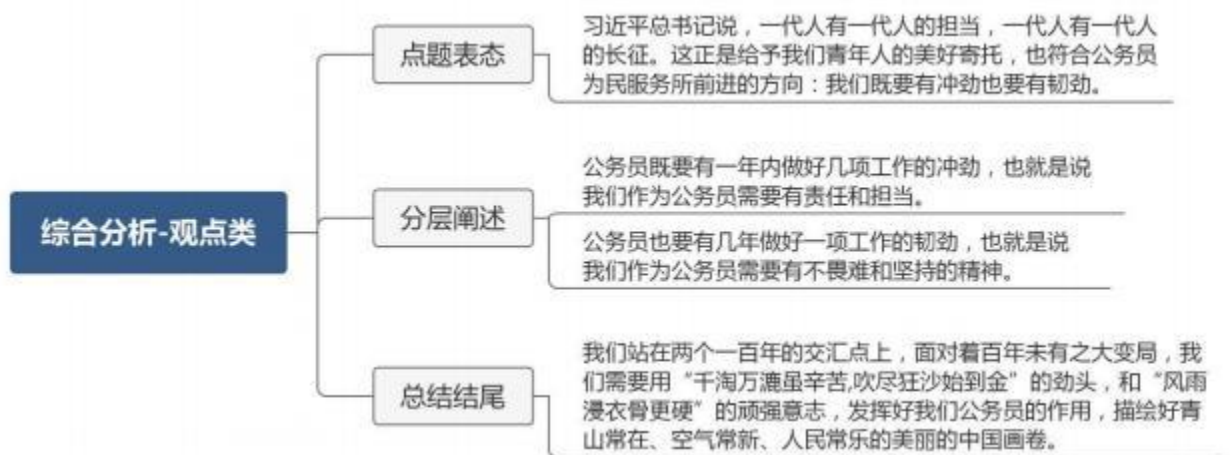 点题表态
习近平总书记说，一代人有一代人的担当，一代人有一代人
的长征。这正是给予我们青年人的美好寄托，也符合公务员
为民服务所前进的方向：我们既要有冲劲也要有韧劲。
综合分析-观点类
分层阐述
公务员既要有一年内做好几项工作的冲劲，也就是说
我们作为公务员需要有责任和担当。
公务员也要有几年做好一项工作的韧劲，也就是说
我们作为公务员需要有不畏难和坚持的精神。
总结结尾
我们站在两个一百年的交汇点上，面对着百年未有之大变局，我
们需要用“千淘万漉虽辛苦,吹尽狂沙始到金”的劲头，和“风雨
浸衣骨更硬”的顽强意志，发挥好我们公务员的作用，描绘好青
山常在、空气常新、人民常乐的美丽的中国画卷。